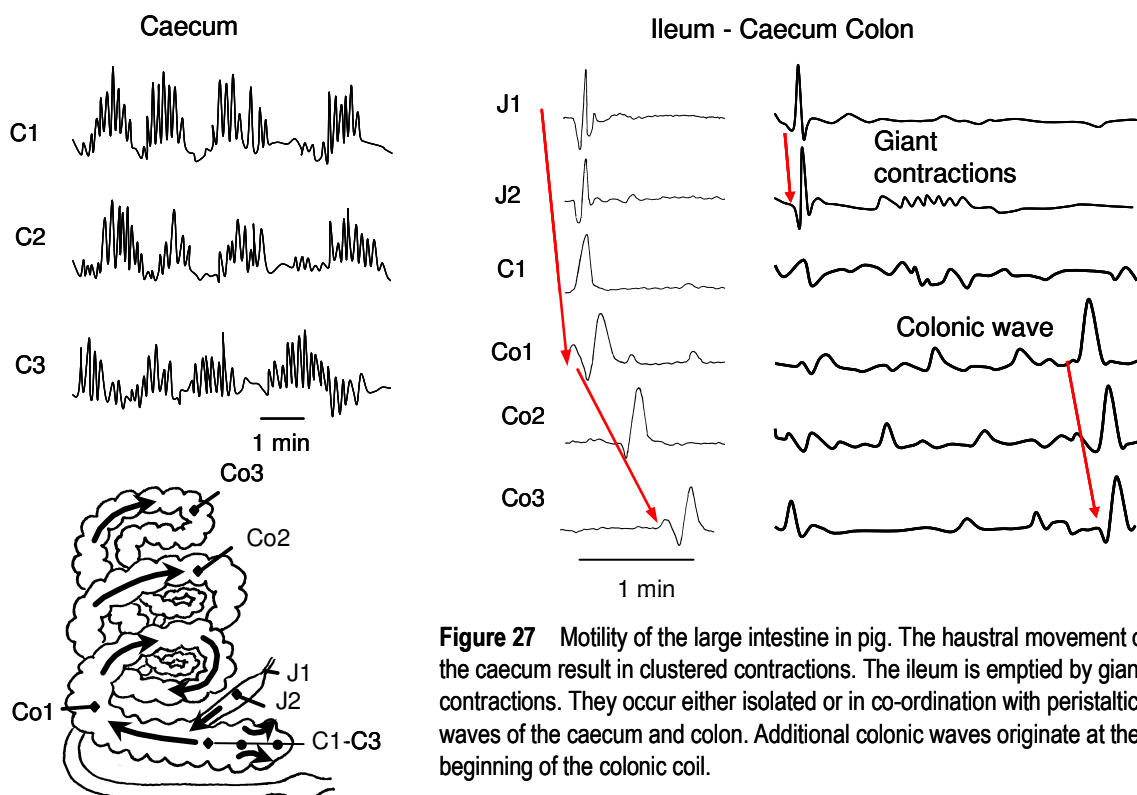 Caecum
C1
C2
C3
1 min
Ileum - Caecum Colon
J1
J2
C1
Co1
Co2
Co3
Giant
contractions
Colonic wave
1 min
Co3
Co2
J1
J2
Co1
C1-C3
Figure 27 Motility of the large intestine in pig. The haustral movement
the caecum result in clustered contractions. The ileum is emptied by
contractions. They occur either isolated or in co-ordination with peristaltic
waves of the caecum and colon. Additional colonic waves originate at the
beginning of the colonic coil.